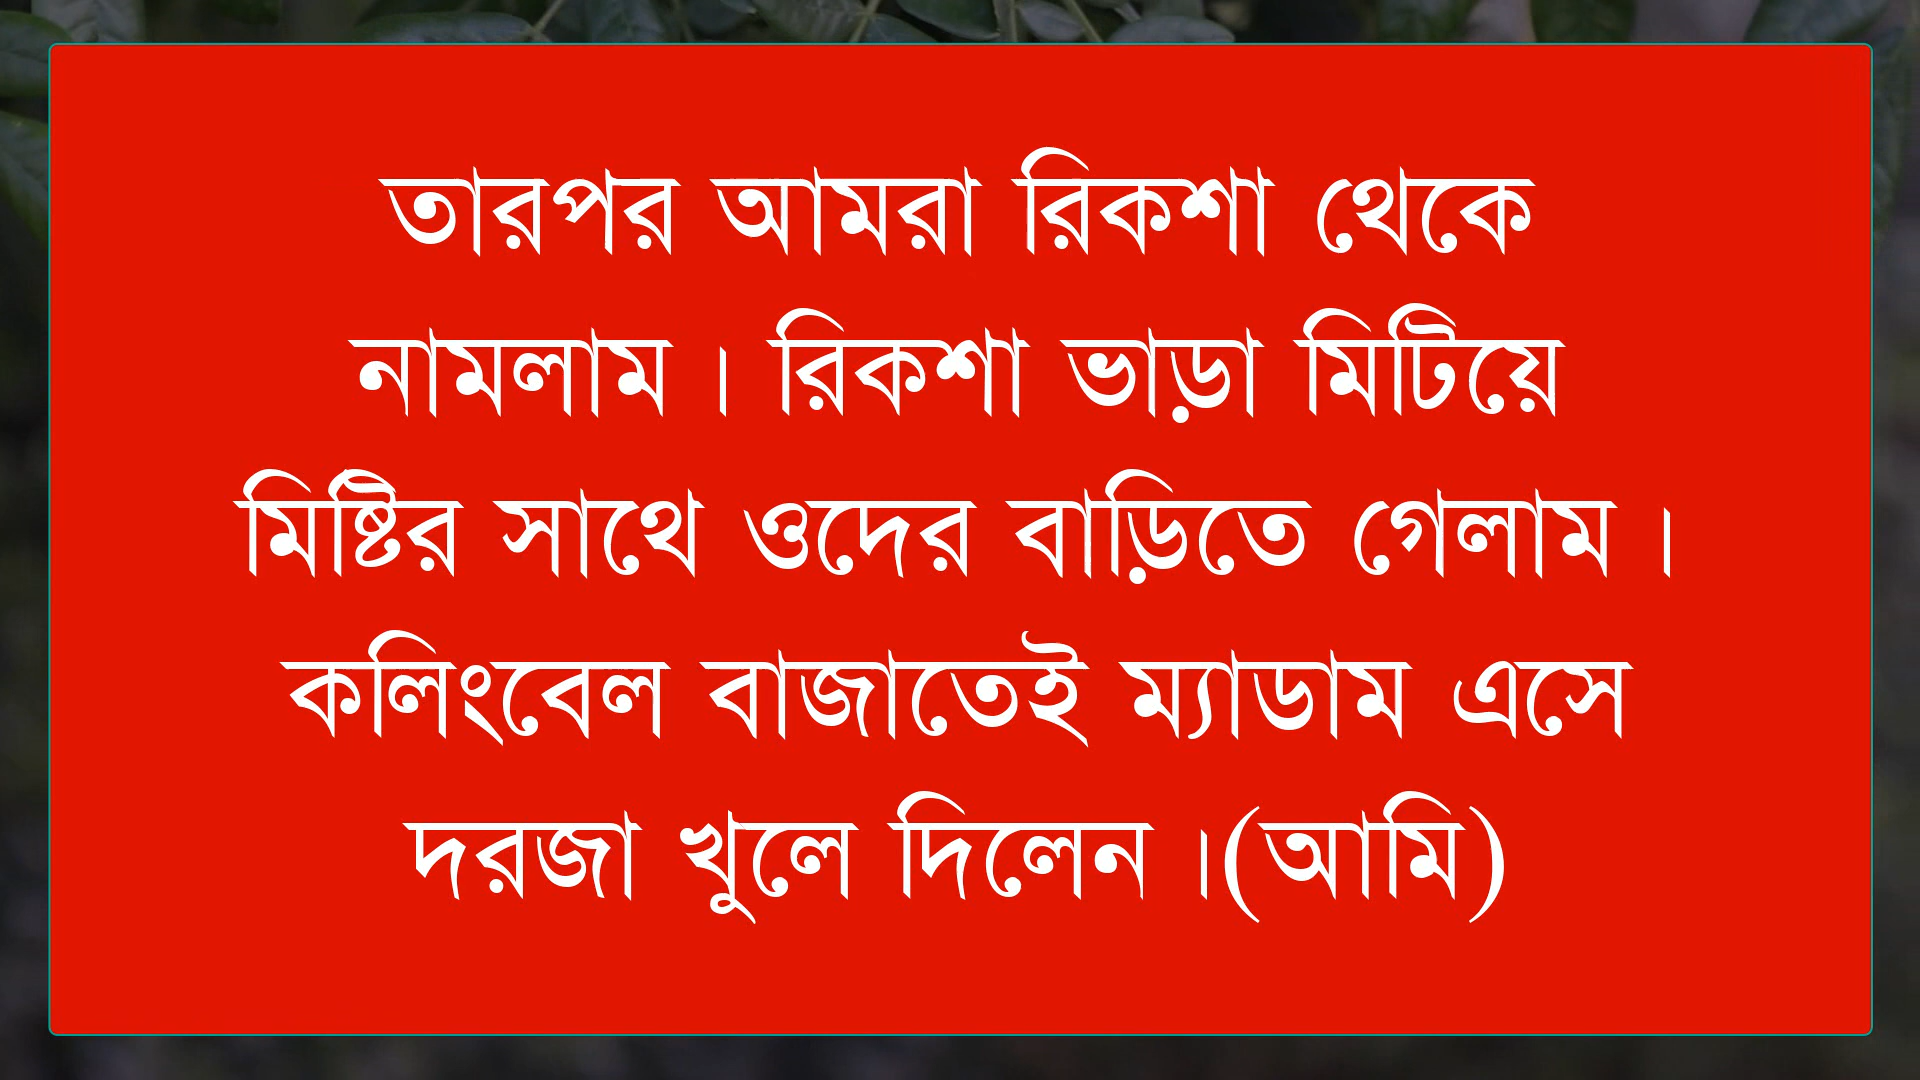 তারপর আমরা রিকশা থেকে
নামলাম । রিকশা ভাড়া মিটিয়ে
মিষ্টির সাথে ওদের বাড়িতে গেলাম ।
কলিংবেল বাজাতেই ম্যাডাম এসে
দরজা খুলে দিলেন ।(আমি)